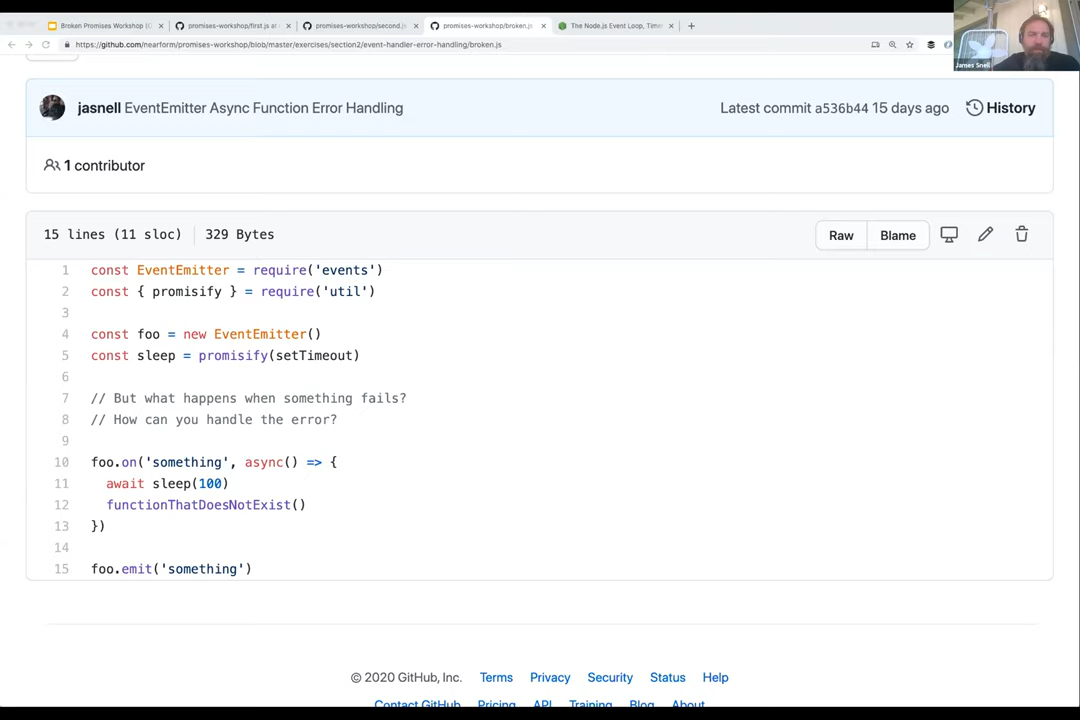 Broken Promises Workshop (
promises-workshop/first.js at
promises-workshop/second.js
promises-workshop/broken.js
The Node.js Event Loop, Timer
https://github.com/nearform/promises-workshop/blob/master/exercises/section2/event-handler-error-handling/broken.js
James Snell
jasnell EventEmitter Async Function Error Handling
Latest commit a536b44 15 days ago
History
1 contributor
15 lines (11 sloc)
329 Bytes
Raw
Blame
1 const EventEmitter = require('events')
2 const { promisify } = require('util')
3
4 const foo = new EventEmitter()
5 const sleep = promisify(setTimeout)
6
7 // But what happens when something fails?
8 // How can you handle the error?
9
10 foo.on('something', async() => {
11 await sleep(100)
12 functionThatDoesNotExist()
13 })
14
15 foo.emit('something')
© 2020 GitHub, Inc. Terms Privacy Security Status Help
Contact GitHub Pricing API Training Blog About